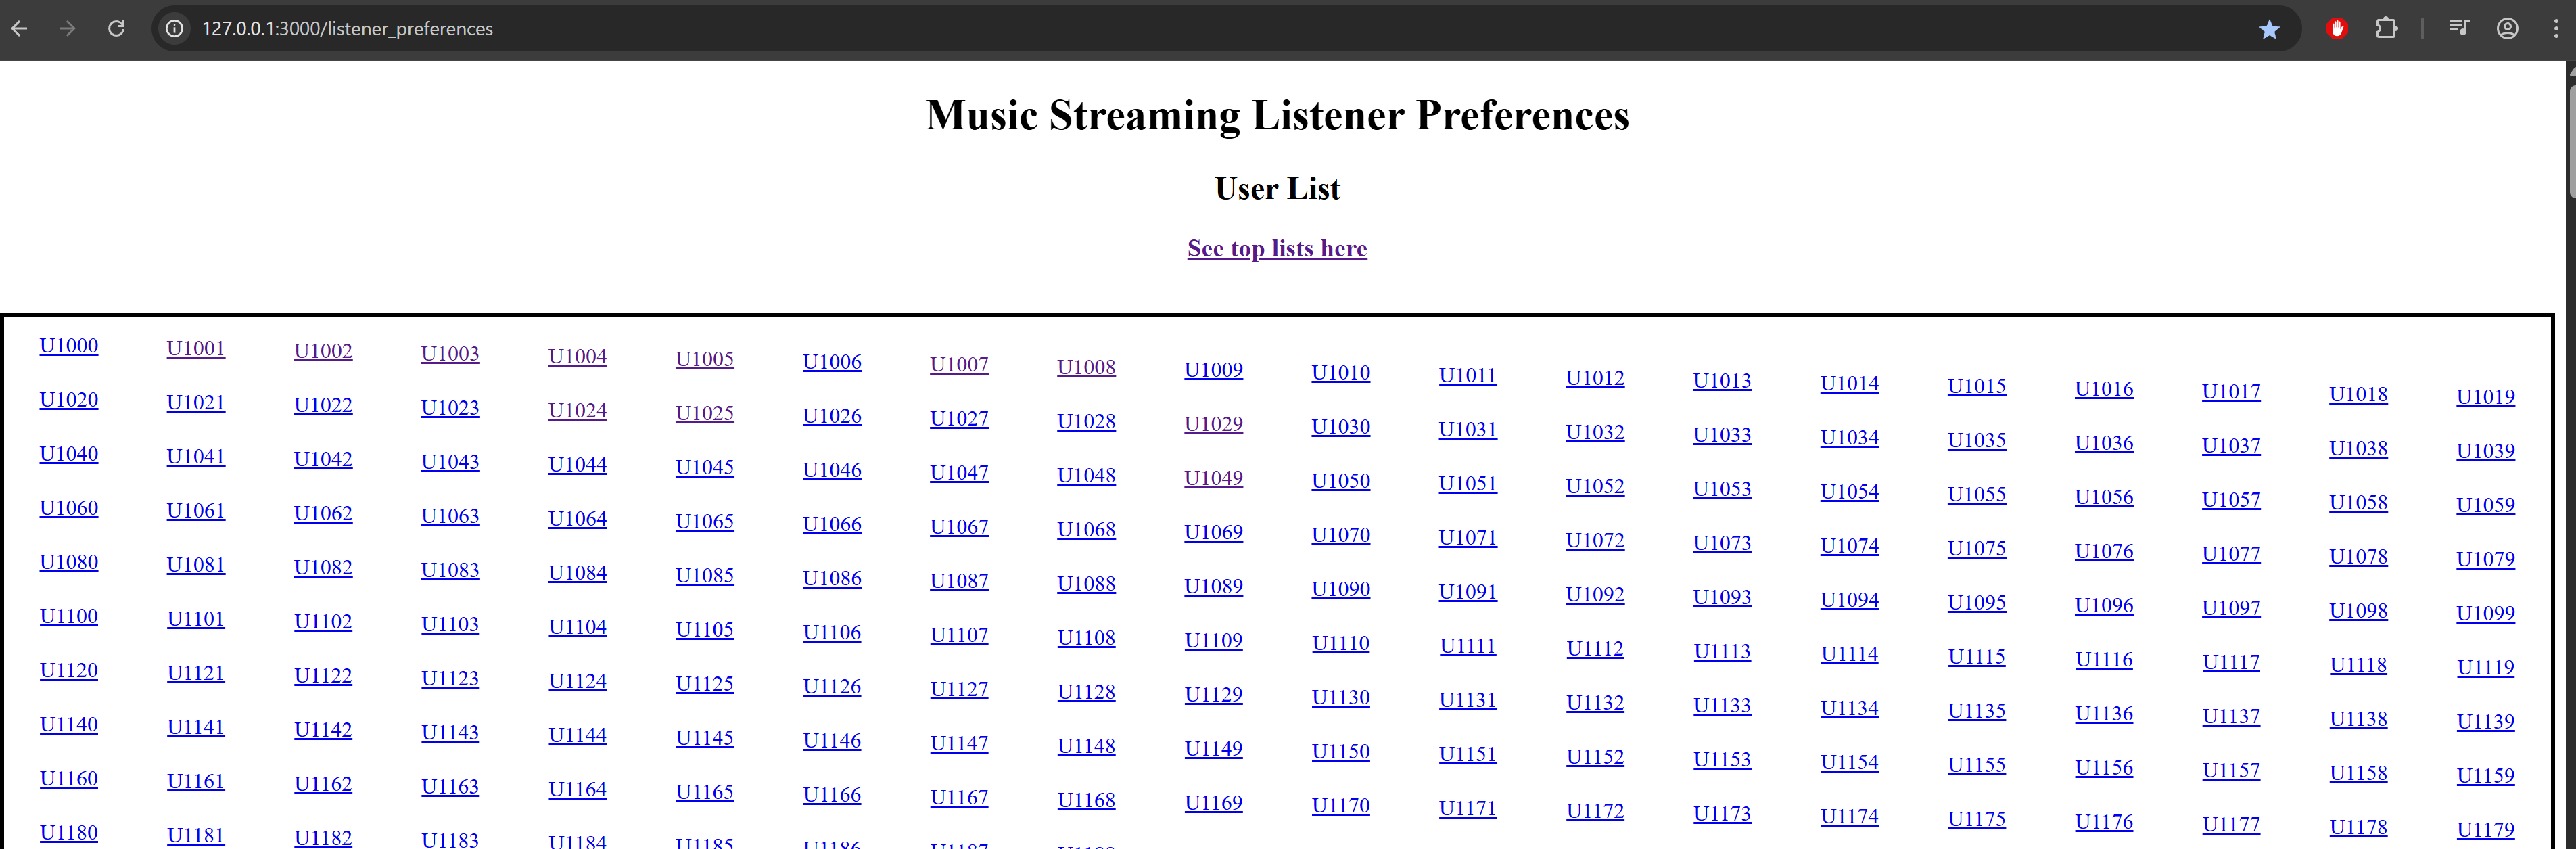 127.0.0.1:3000/listener_preferences
Music Streaming Listener Preferences
User List
See top lists here
U1000 U1001 U1002 U1003 U1004 U1005 U1006 U1007 U1008 U1009 U1010 U1011 U1012 U1013 U1014 U1015 U1016 U1017 U1018 U1019
U1020 U1021 U1022 U1023 U1024 U1025 U1026 U1027 U1028 U1029 U1030 U1031 U1032 U1033 U1034 U1035 U1036 U1037 U1038 U1039
U1040 U1041 U1042 U1043 U1044 U1045 U1046 U1047 U1048 U1049 U1050 U1051 U1052 U1053 U1054 U1055 U1056 U1057 U1058 U1059
U1060 U1061 U1062 U1063 U1064 U1065 U1066 U1067 U1068 U1069 U1070 U1071 U1072 U1073 U1074 U1075 U1076 U1077 U1078 U1079
U1080 U1081 U1082 U1083 U1084 U1085 U1086 U1087 U1088 U1089 U1090 U1091 U1092 U1093 U1094 U1095 U1096 U1097 U1098 U1099
U1100 U1101 U1102 U1103 U1104 U1105 U1106 U1107 U1108 U1109 U1110 U1111 U1112 U1113 U1114 U1115 U1116 U1117 U1118 U1119
U1120 U1121 U1122 U1123 U1124 U1125 U1126 U1127 U1128 U1129 U1130 U1131 U1132 U1133 U1134 U1135 U1136 U1137 U1138 U1139
U1140 U1141 U1142 U1143 U1144 U1145 U1146 U1147 U1148 U1149 U1150 U1151 U1152 U1153 U1154 U1155 U1156 U1157 U1158 U1159
U1160 U1161 U1162 U1163 U1164 U1165 U1166 U1167 U1168 U1169 U1170 U1171 U1172 U1173 U1174 U1175 U1176 U1177 U1178 U1179
U1180 U1181 U1182 U1183 U1184 U1185 U1186 U1187